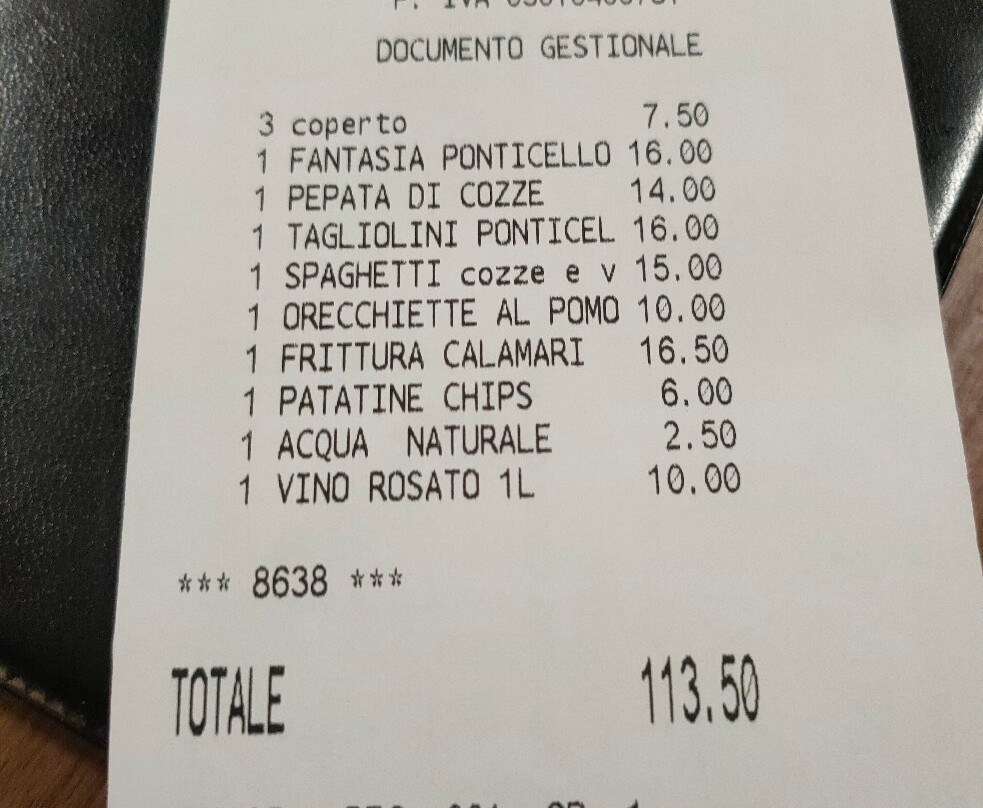 DOCUMENTO GESTIONALE
3 coperto 7.50
1 FANTASIA PONTICELLO 16.00
1 PEPATA DI COZZE 14.00
1 TAGLIOLINI PONTICEL 16.00
1 SPAGHETTI cozze e v 15.00
1 ORECCHIETTE AL POMO 10.00
1 FRITTURA CALAMARI 16.50
1 PATATINE CHIPS 6.00
1 ACQUA NATURALE 2.50
1 VINO ROSATO 1L 10.00
*** 8638 ***
TOTALE 113.50